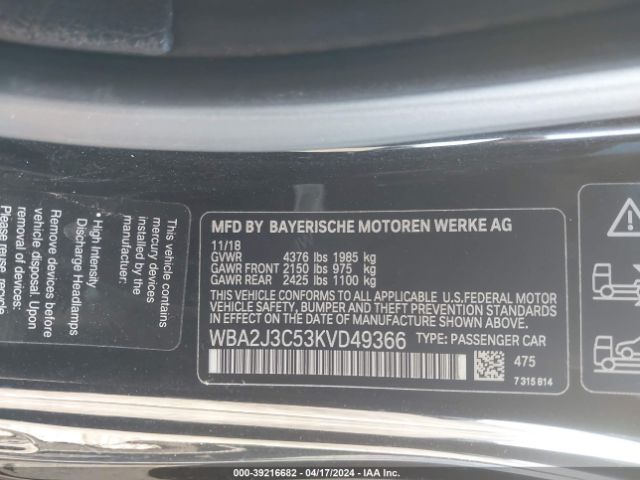 This vehicle contains
mercury devices
installed by the
manufacturer:
• High Intensity
Discharge Headlamps
Remove devices before
vehicle disposal. Upon
removal of devices:
Please reuse, recycle
MFD BY BAYERISCHE MOTOREN WERKE AG
11/18
GVWR 4376 lbs 1985 kg
GAWR FRONT 2150 lbs 975 kg
GAWR REAR 2425 lbs 1100 kg
THIS VEHICLE CONFORMS TO ALL APPLICABLE U.S.FEDERAL MOTOR
VEHICLE SAFETY, BUMPER AND THEFT PREVENTION STANDARDS
IN EFFECT ON THE DATE OF MANUFACTURE SHOWN ABOVE.
WBA2J3C53KVD49366 TYPE: PASSENGER CAR
475
7 315 814
000-39216682 - 04/17/2024 - IAA Inc.